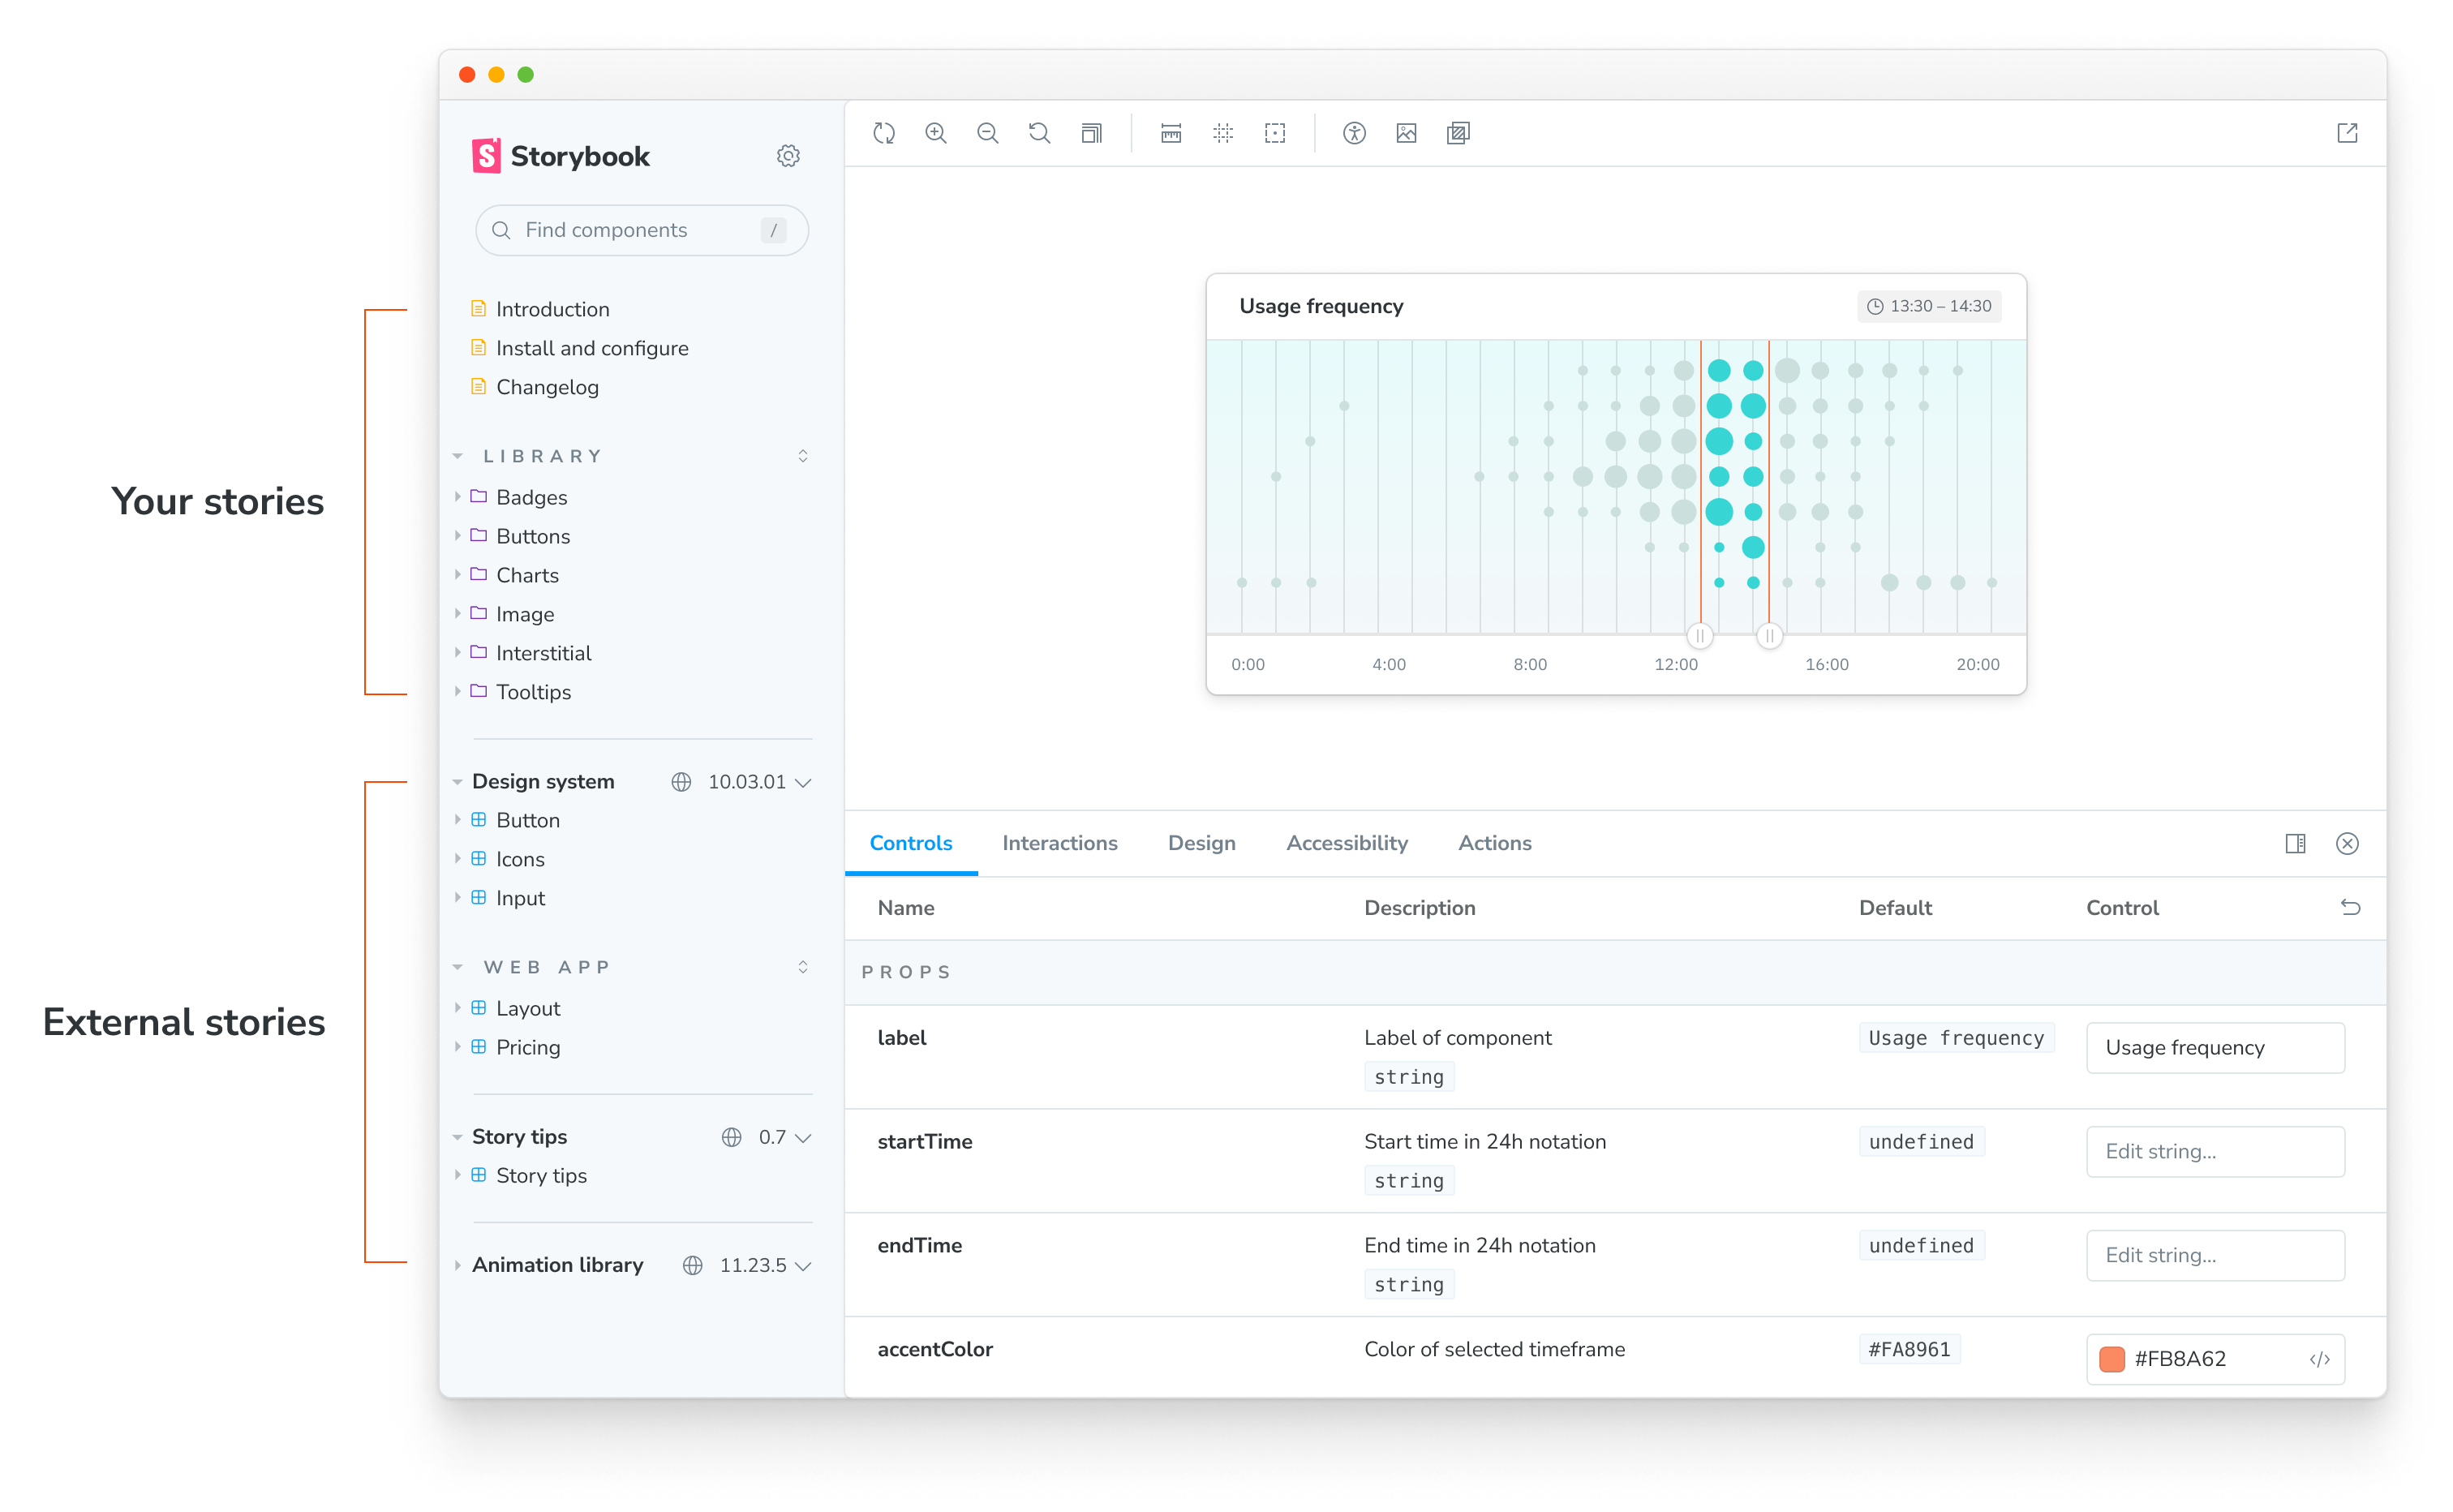 Storybook
Find components /
Introduction
Install and configure
Changelog
LIBRARY
Badges
Buttons
Charts
Image
Interstitial
Tooltips
Your stories
Design system 10.03.01
Button
Icons
Input
WEB APP
Layout
Pricing
Story tips 0.7
Story tips
Animation library 11.23.5
External stories
Usage frequency 13:30 – 14:30
0:00 4:00 8:00 12:00 16:00 20:00
Controls Interactions Design Accessibility Actions
Name Description Default Control
PROPS
label Label of component Usage frequency Usage frequency
string
startTime Start time in 24h notation undefined Edit string...
string
endTime End time in 24h notation undefined Edit string...
string
accentColor Color of selected timeframe #FA8961 #FB8A62